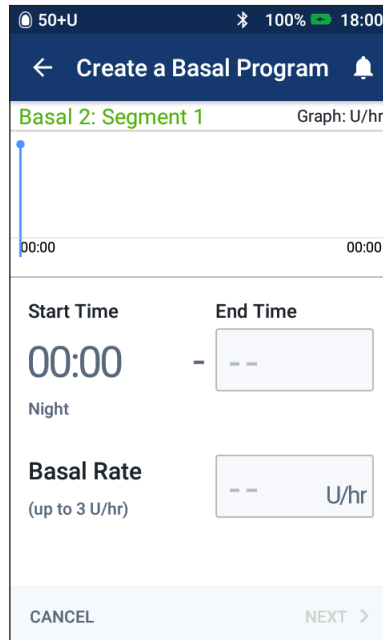 50+U 100% 18:00
Create a Basal Program
Basal 2: Segment 1 Graph: U/hr
00:00 00:00
Start Time End Time
00:00 - --
Night
Basal Rate -- U/hr
(up to 3 U/hr)
CANCEL NEXT